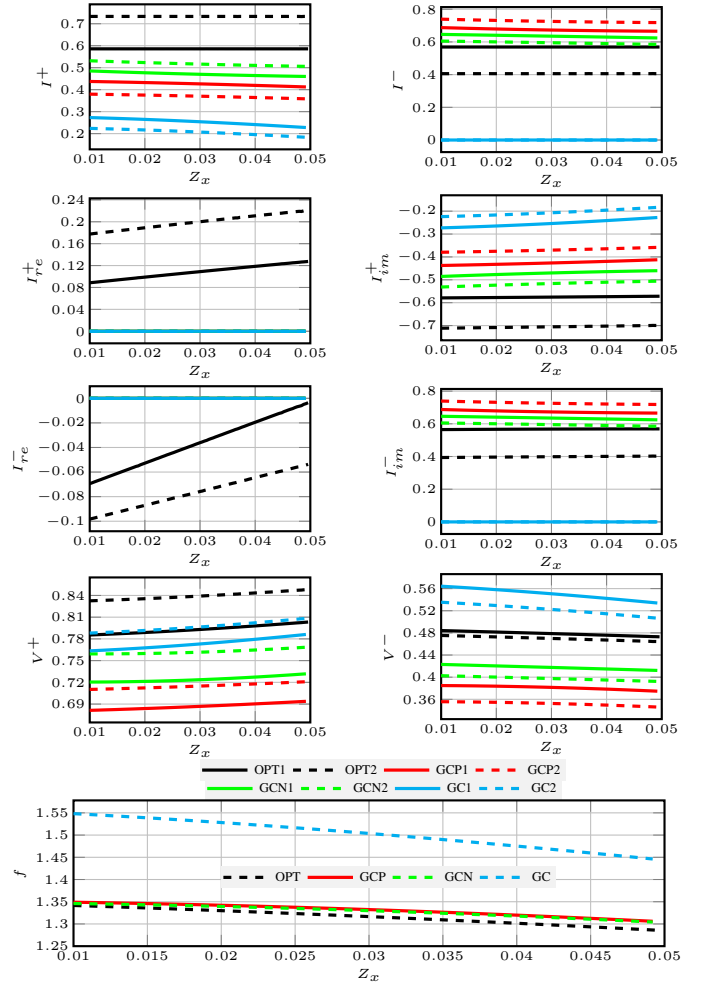 0.7
0.6
0.5
0.4
0.3
0.2
I+
0.01 0.02 0.03 0.04 0.05
Zx
0.8
0.6
0.4
0.2
0
I−
0.01 0.02 0.03 0.04 0.05
Zx
0.24
0.2
0.16
0.12
0.08
0.04
0
I+re
0.01 0.02 0.03 0.04 0.05
Zx
−0.2
−0.3
−0.4
−0.5
−0.6
−0.7
I+im
0.01 0.02 0.03 0.04 0.05
Zx
0
−0.02
−0.04
−0.06
−0.08
−0.1
I−re
0.01 0.02 0.03 0.04 0.05
Zx
0.8
0.6
0.4
0.2
0
I−im
0.01 0.02 0.03 0.04 0.05
Zx
0.84
0.81
0.78
0.75
0.72
0.69
V+
0.01 0.02 0.03 0.04 0.05
Zx
0.56
0.52
0.48
0.44
0.4
0.36
V−
0.01 0.02 0.03 0.04 0.05
Zx
OPT1 OPT2 GCP1 GCP2
GCN1 GCN2 GC1 GC2
1.55
1.5
1.45
1.4
1.35
1.3
1.25
f
OPT GCP GCN GC
0.01 0.015 0.02 0.025 0.03 0.035 0.04 0.045 0.05
Zx